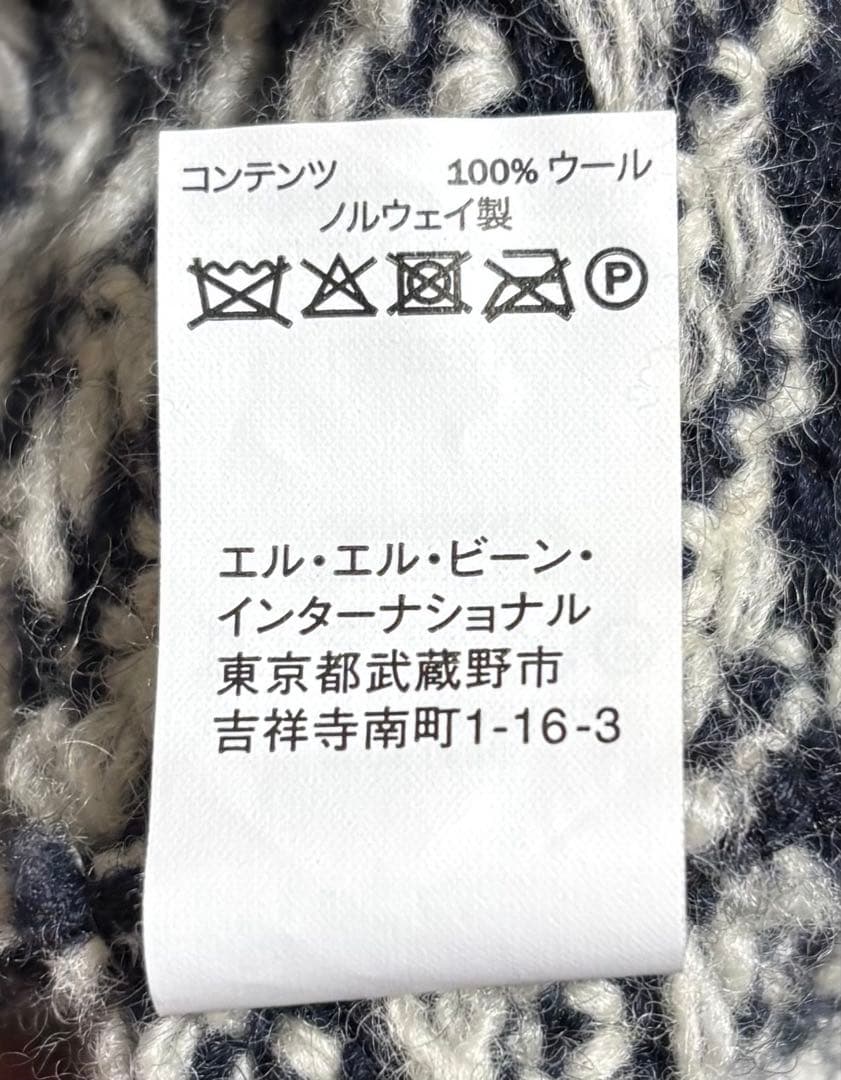 コンテンツ 100% ウール
ノルウェイ製
P
エル・エル・ビーン・
インターナショナル
東京都武蔵野市
吉祥寺南町1-16-3